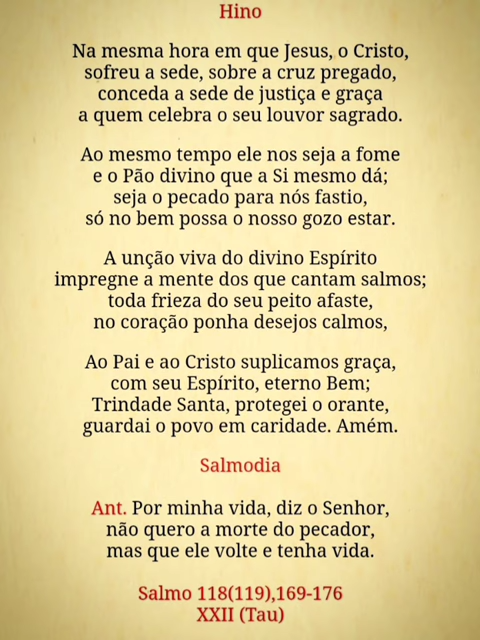 Hino
Na mesma hora em que Jesus, o Cristo,
sofreu a sede, sobre a cruz pregado,
conceda a sede de justiça e graça
a quem celebra o seu louvor sagrado.
Ao mesmo tempo ele nos seja a fome
e o Pão divino que a Si mesmo dá;
seja o pecado para nós fastio,
só no bem possa o nosso gozo estar.
A unção viva do divino Espírito
impregne a mente dos que cantam salmos;
toda frieza do seu peito afaste,
no coração ponha desejos calmos,
Ao Pai e ao Cristo suplicamos graça,
com seu Espírito, eterno Bem;
Trindade Santa, protegei o orante,
guardai o povo em caridade. Amém.
Salmodia
Ant. Por minha vida, diz o Senhor,
não quero a morte do pecador,
mas que ele volte e tenha vida.
Salmo 118(119),169-176
XXII (Tau)